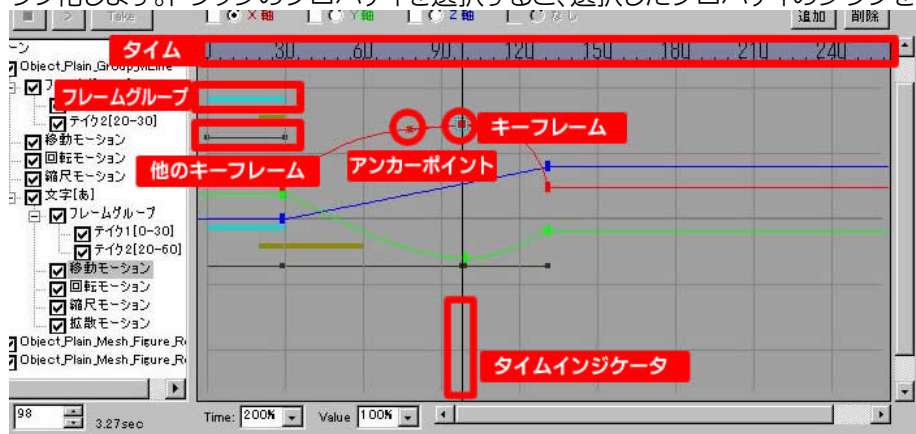 ■ > Take X 軸 Y 軸 Z 軸 なし 追加 削除
タイム 0 30 60 90 120 150 180 210 240
Object_Plain_Group_MLine
フレームグループ
テイク2[20-30]
移動モーション
回転モーション
縮尺モーション
文字[あ]
フレームグループ
テイク1[0-30]
テイク2[20-60]
移動モーション
回転モーション
縮尺モーション
拡散モーション
Object_Plain_Mesh_Figure_R
Object_Plain_Mesh_Figure_R
キーフレーム
他のキーフレーム
アンカーポイント
タイムインジケータ
98 3.27sec Time: 200% Value 100%